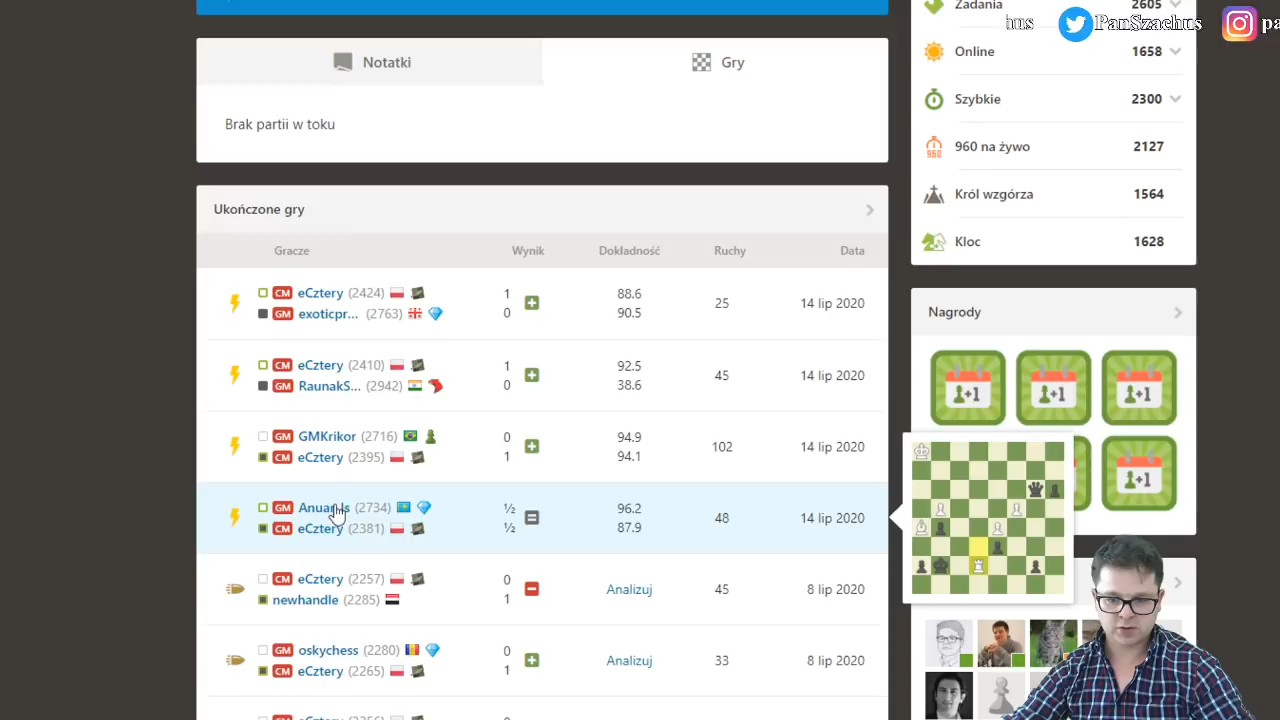 Zadania 2605
hus PanSzachus pa
Online 1658
Notatki
Gry
Szybkie 2300
Brak partii w toku
960 na żywo 2127
Król wzgórza 1564
Ukończone gry
Kloc 1628
Gracze Wynik Dokładność Ruchy Data
CM eCztery (2424) 1 88.6
GM exoticpr... (2763) 0 90.5
25 14 lip 2020
Nagrody
CM eCztery (2410) 1 92.5
GM RaunakS... (2942) 0 38.6
45 14 lip 2020
+1 +1 +1
GM GMKrikor (2716) 0 94.9
CM eCztery (2395) 1 94.1
102 14 lip 2020
+1
GM (2734) ½ 96.2
CM eCztery (2381) ½ 87.9
48 14 lip 2020
CM eCztery (2257) 0
newhandle (2285) 1
Analizuj 45 8 lip 2020
GM oskychess (2280) 0
CM eCztery (2265) 1
Analizuj 33 8 lip 2020